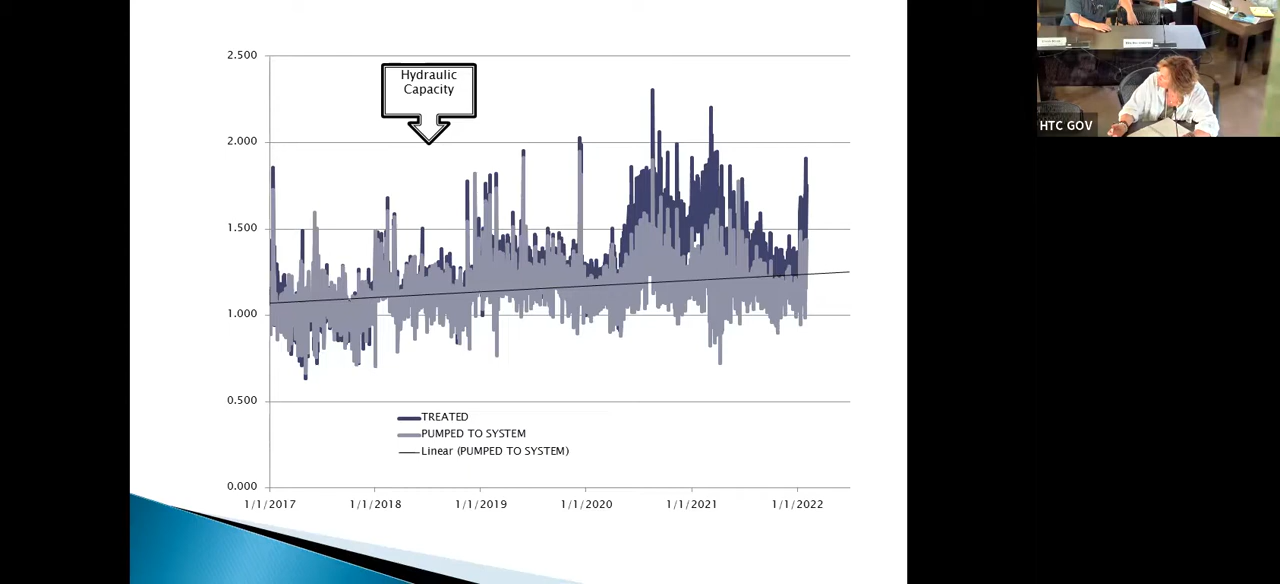 2.500
Hydraulic
Capacity
2.000
1.500
1.000
0.500
TREATED
PUMPED TO SYSTEM
Linear (PUMPED TO SYSTEM)
0.000
1/1/2017
1/1/2018
1/1/2019
1/1/2020
1/1/2021
1/1/2022
HTC GOV